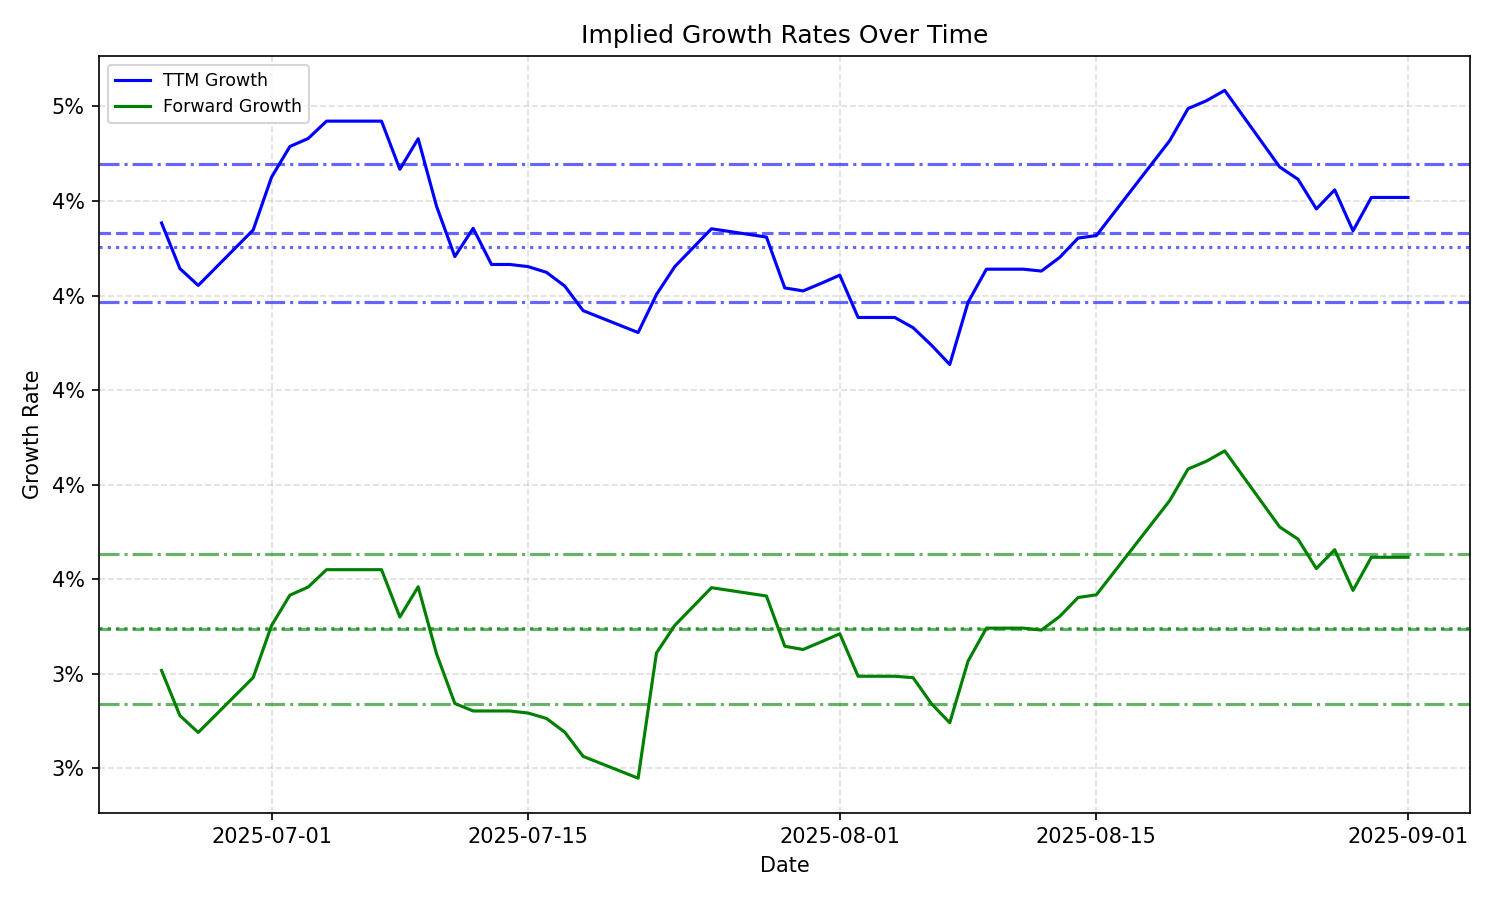 Implied Growth Rates Over Time
TTM Growth
Forward Growth
5%
4%
4%
4%
4%
4%
3%
3%
Growth Rate
2025-07-01
2025-07-15
2025-08-01
2025-08-15
2025-09-01
Date